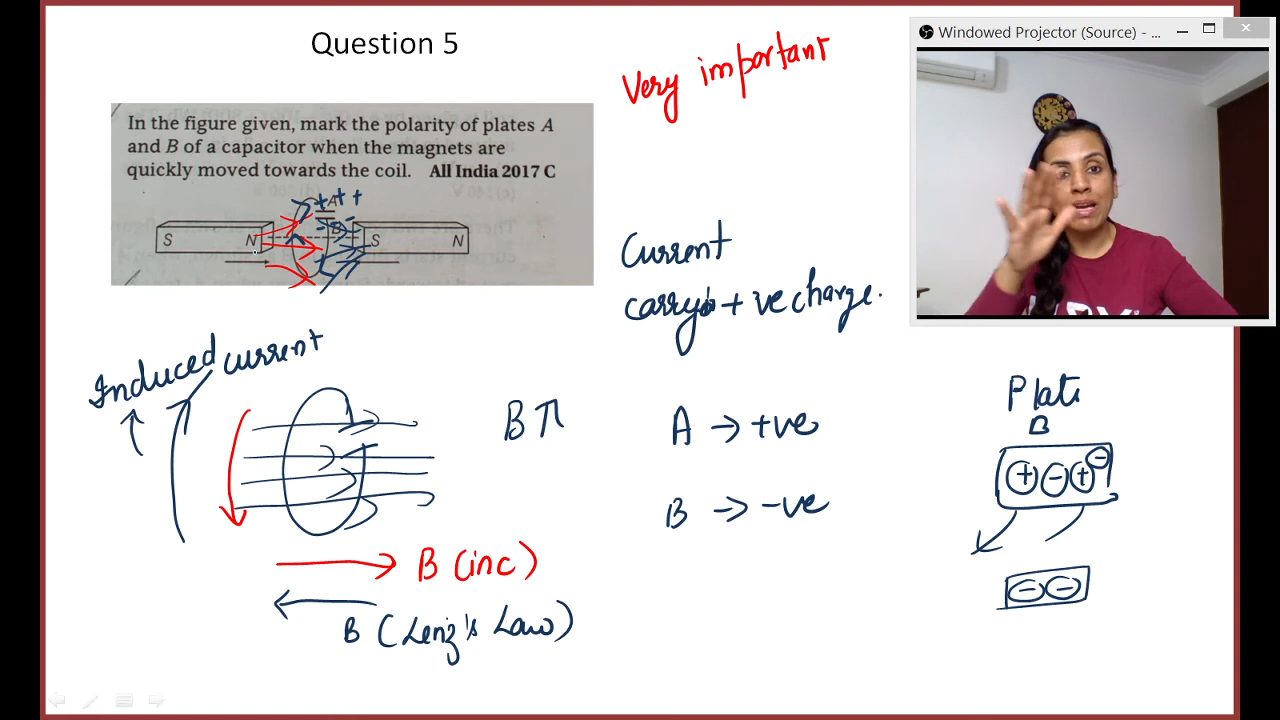 Question 5
Very important
Windowed Projector (Source) - ...
In the figure given, mark the polarity of plates A
and B of a capacitor when the magnets are
quickly moved towards the coil. All India 2017 C
+ A + +
- B -
S N S N
Current
+ ve charge.
Induced current
B
A → +ve
B → -ve
Plate
B
+ - + -
- -
B (inc)
B (Lenz's Law)